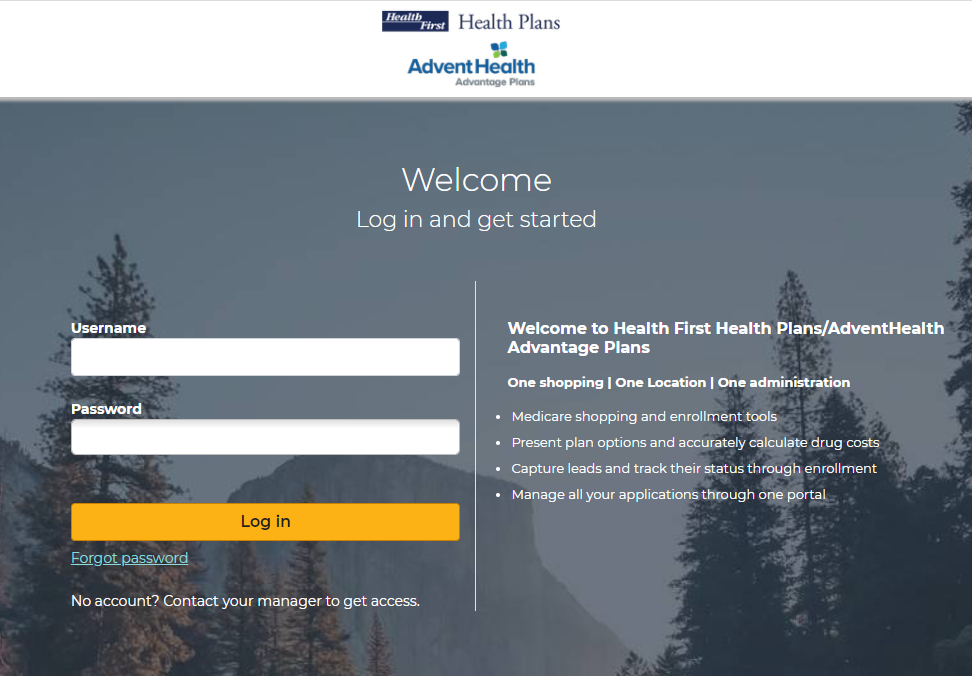 Health First Health Plans
AdventHealth
Advantage Plans
Welcome
Log in and get started
Username
Password
Log in
Forgot password
No account? Contact your manager to get access.
Welcome to Health First Health Plans/AdventHealth
Advantage Plans
One shopping | One Location | One administration
• Medicare shopping and enrollment tools
• Present plan options and accurately calculate drug costs
• Capture leads and track their status through enrollment
• Manage all your applications through one portal